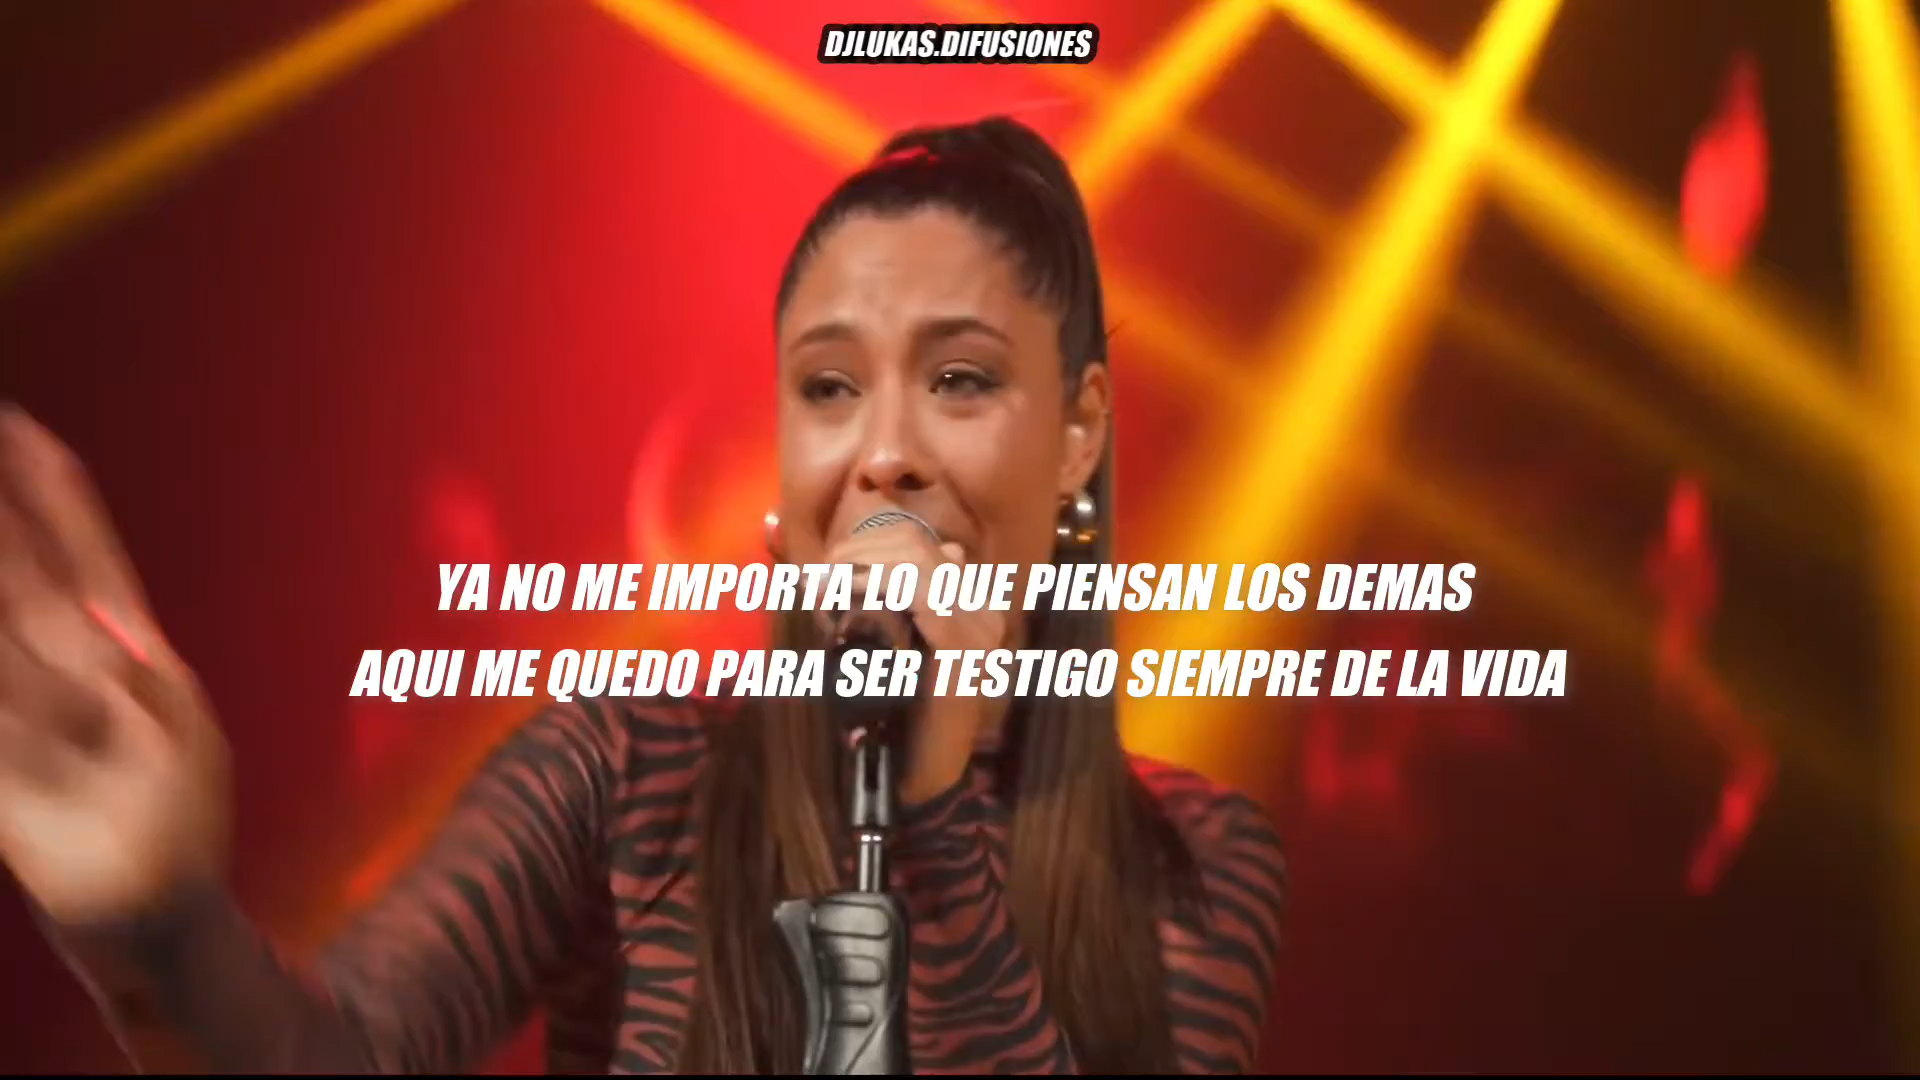 DJLUKAS.DIFUSIONES
YA NO ME IMPORTA LO QUE PIENSAN LOS DEMAS
AQUI ME QUEDO PARA SER TESTIGO SIEMPRE DE LA VIDA